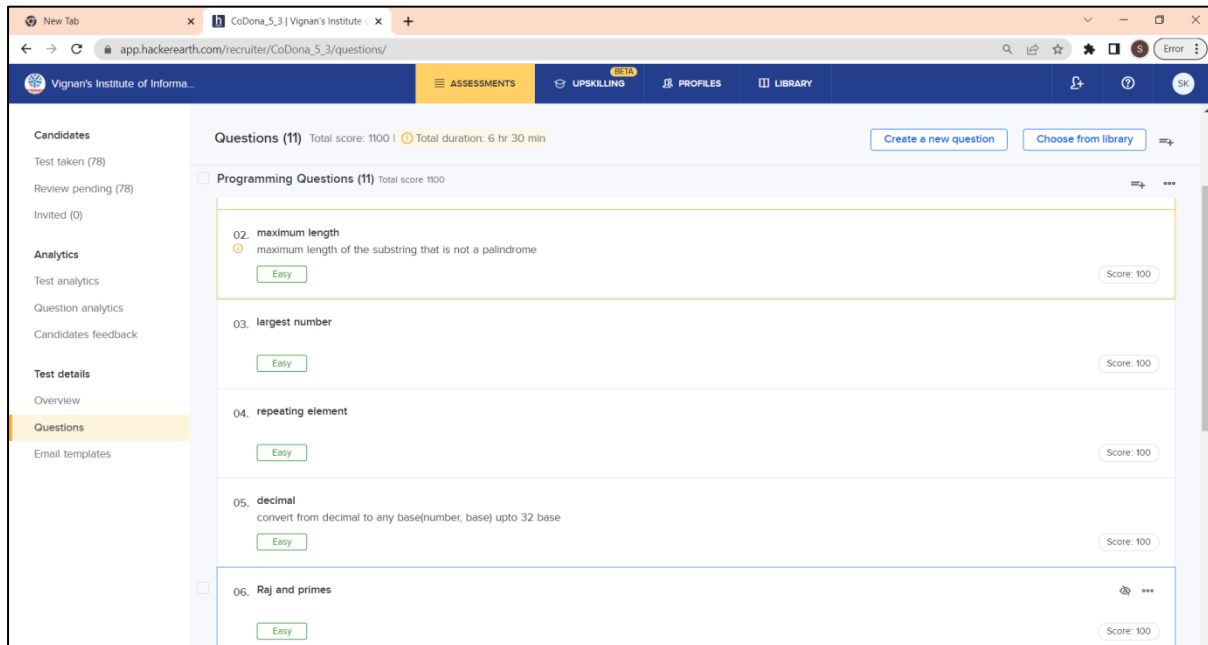 New Tab
CoDona_5_3 | Vignan's Institute o
app.hackerearth.com/recruiter/CoDona_5_3/questions/
S
Error
Vignan's Institute of Informa...
ASSESSMENTS
UPSKILLING
BETA
PROFILES
LIBRARY
SK
Candidates
Test taken (78)
Review pending (78)
Invited (0)
Analytics
Test analytics
Question analytics
Candidates feedback
Test details
Overview
Questions
Email templates
Questions (11) Total score: 1100 | Total duration: 6 hr 30 min
Create a new question
Choose from library
Programming Questions (11) Total score 1100
02. maximum length
maximum length of the substring that is not a palindrome
Easy
Score: 100
03. largest number
Easy
Score: 100
04. repeating element
Easy
Score: 100
05. decimal
convert from decimal to any base(number, base) upto 32 base
Easy
Score: 100
06. Raj and primes
Easy
Score: 100